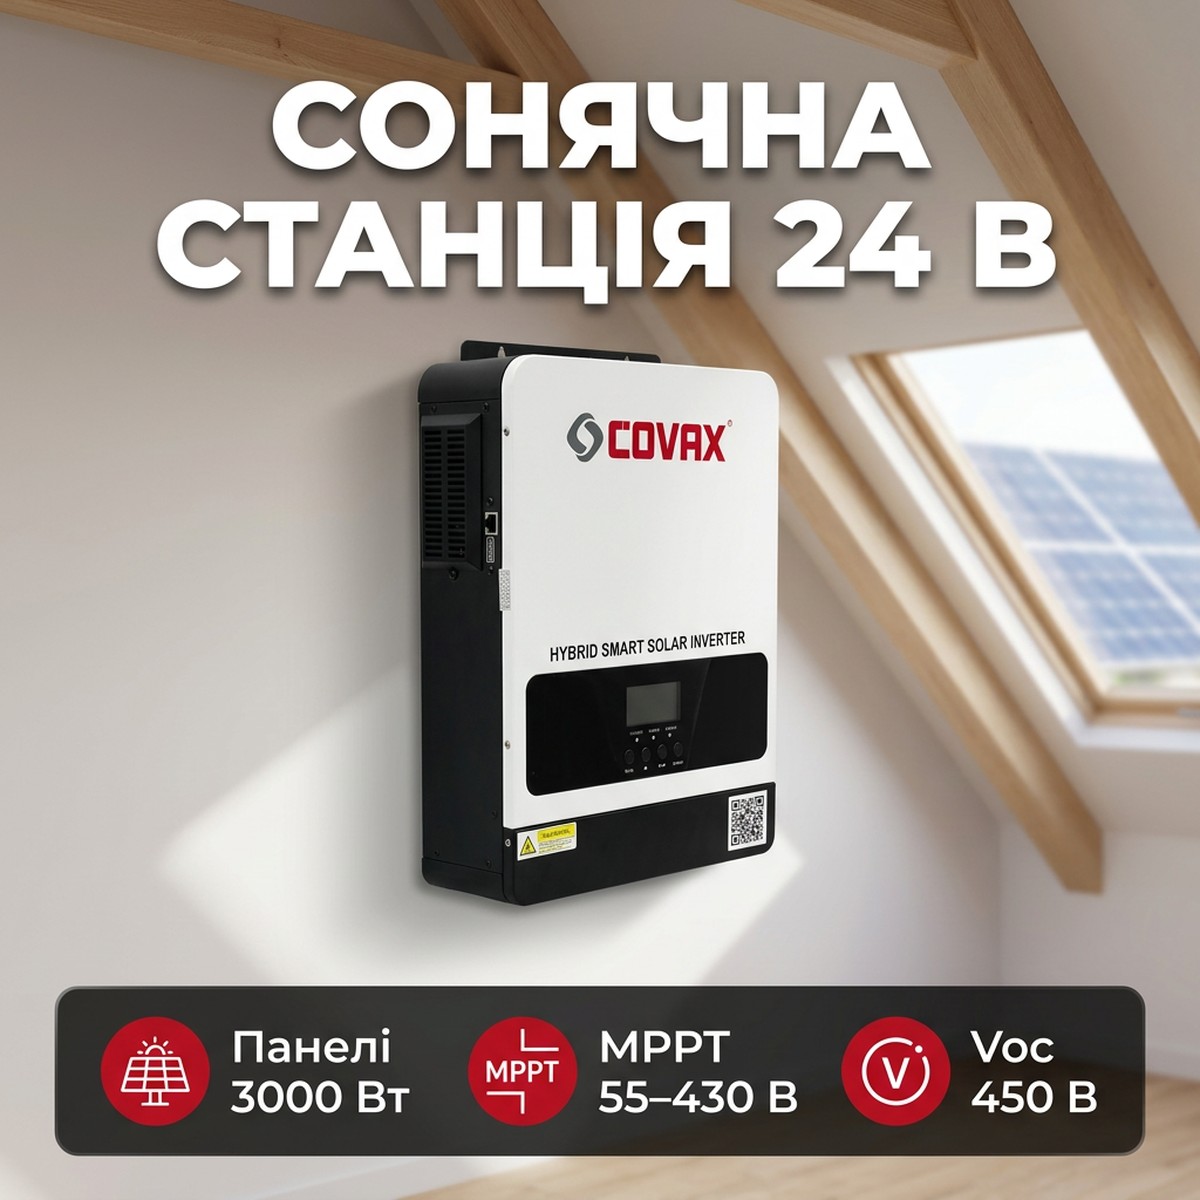 СОНЯЧНА
СТАНЦІЯ 24 В
COVAX®
HYBRID SMART SOLAR INVERTER
Панелі
3000 Вт
MPPT
MPPT
55–430 В
V
Voc
450 В